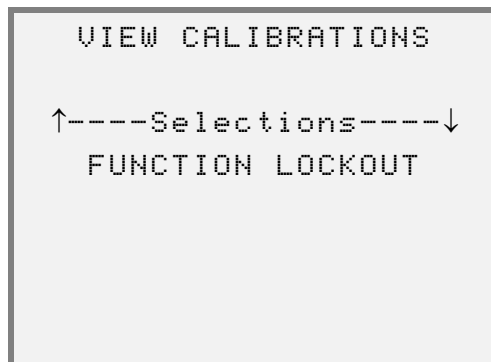 VIEW CALIBRATIONS
↑----Selections----↓
FUNCTION LOCKOUT